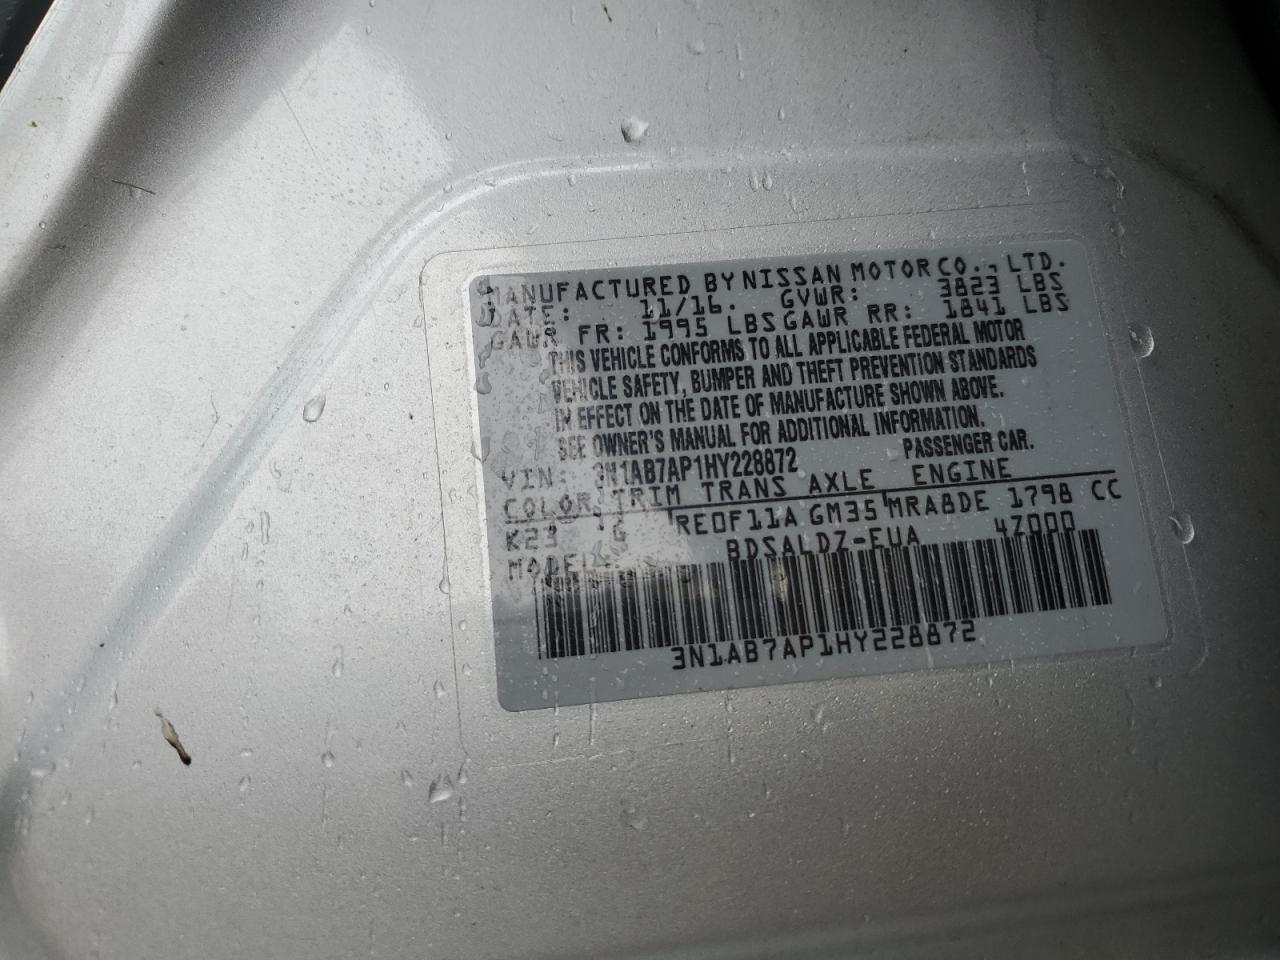 MANUFACTURED BY NISSAN MOTOR CO., LTD.
DATE: 11/16. GVWR: 3823 LBS
GAWR FR: 1995 LBS GAWR RR: 1841 LBS
THIS VEHICLE CONFORMS TO ALL APPLICABLE FEDERAL MOTOR
VEHICLE SAFETY, BUMPER AND THEFT PREVENTION STANDARDS
IN EFFECT ON THE DATE OF MANUFACTURE SHOWN ABOVE.
SEE OWNER'S MANUAL FOR ADDITIONAL INFORMATION.
VIN: 3N1AB7AP1HY228872 PASSENGER CAR.
COLOR TRIM TRANS AXLE ENGINE
K23 G RE0F11A GM35 MRA8DE 1798 CC
MODEL BDSALDZ-EUA 4Z000
3N1AB7AP1HY228872